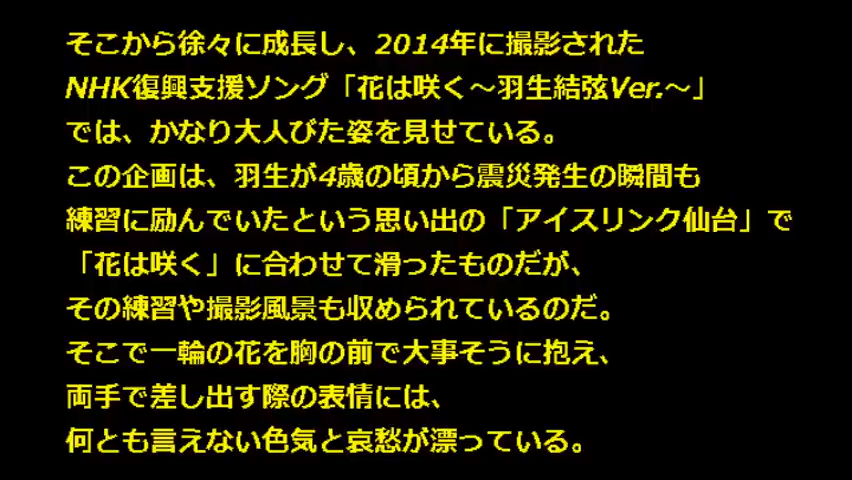 そこから徐々に成長し、2014年に撮影された
NHK復興支援ソング「花は咲く～羽生結弦Ver.～」
では、かなり大人びた姿を見せている。
この企画は、羽生が4歳の頃から震災発生の瞬間も
練習に励んでいたという思い出の「アイスリンク仙台」で
「花は咲く」に合わせて滑ったものだが、
その練習や撮影風景も収められているのだ。
そこで一輪の花を胸の前で大事そうに抱え、
両手で差し出す際の表情には、
何とも言えない色気と哀愁が漂っている。